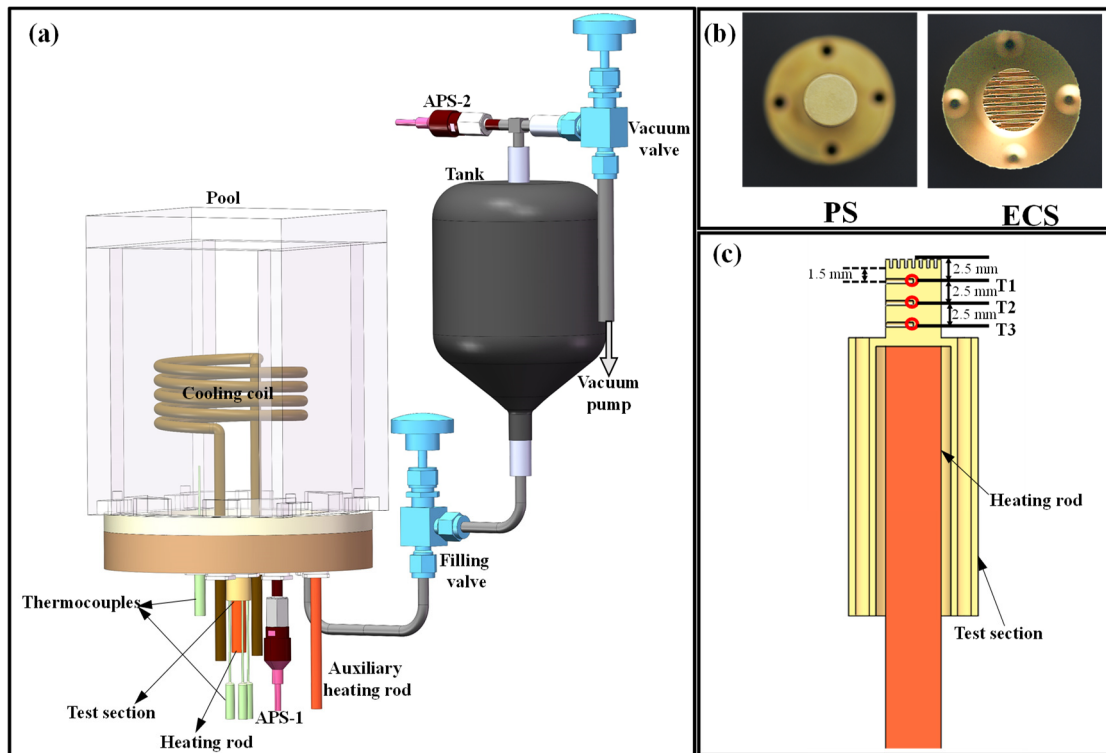 (a)
APS-2
Vacuum
valve
Tank
Pool
Cooling coil
Vacuum
pump
Filling
valve
Thermocouples
Auxiliary
heating rod
Test section
APS-1
Heating rod
(b)
PS
ECS
(c)
1.5 mm
2.5 mm
T1
2.5 mm
T2
2.5 mm
T3
Heating rod
Test section